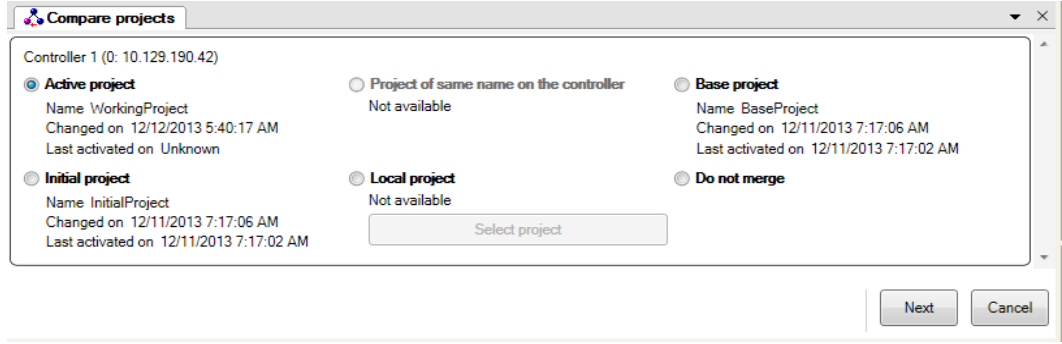 Compare projects
Controller 1 (0: 10.129.190.42)
Active project
Name WorkingProject
Changed on 12/12/2013 5:40:17 AM
Last activated on Unknown
Project of same name on the controller
Not available
Base project
Name BaseProject
Changed on 12/11/2013 7:17:06 AM
Last activated on 12/11/2013 7:17:02 AM
Initial project
Name InitialProject
Changed on 12/11/2013 7:17:06 AM
Last activated on 12/11/2013 7:17:02 AM
Local project
Not available
Select project
Do not merge
Next
Cancel